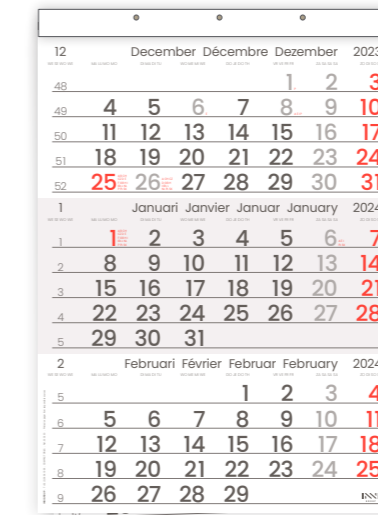 12 December Décembre Dezember 2023
48 1 2 3
49 4 5 6 7 8 9 10
50 11 12 13 14 15 16 17
51 18 19 20 21 22 23 24
52 25 26 27 28 29 30 31
1 Januari Janvier Januar January 2024
1 1 2 3 4 5 6 7
2 8 9 10 11 12 13 14
3 15 16 17 18 19 20 21
4 22 23 24 25 26 27 28
5 29 30 31
2 Februari Février Februar February 2024
5 1 2 3 4
6 5 6 7 8 9 10 11
7 12 13 14 15 16 17 18
8 19 20 21 22 23 24 25
9 26 27 28 29